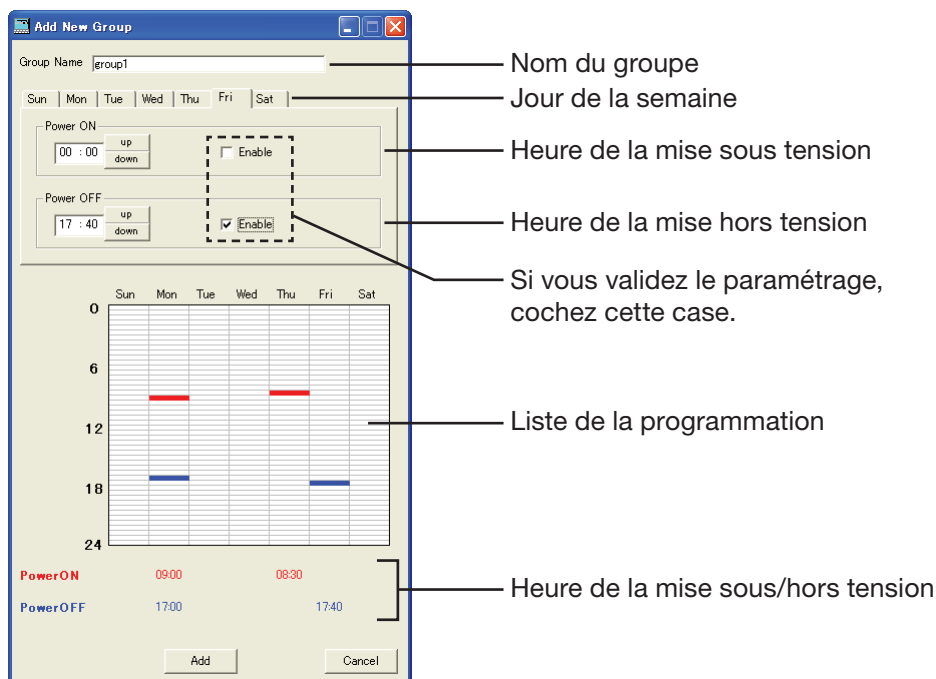 Add New Group
Group Name group1
Nom du groupe
Sun Mon Tue Wed Thu Fri Sat
Jour de la semaine
Power ON
00 : 00 up down Enable
Heure de la mise sous tension
Power OFF
17 : 40 up down Enable
Heure de la mise hors tension
Si vous validez le paramétrage,
cochez cette case.
Sun Mon Tue Wed Thu Fri Sat
0
6
12
Liste de la programmation
18
24
PowerON 09:00 08:30
Heure de la mise sous/hors tension
PowerOFF 17:00 17:40
Add Cancel